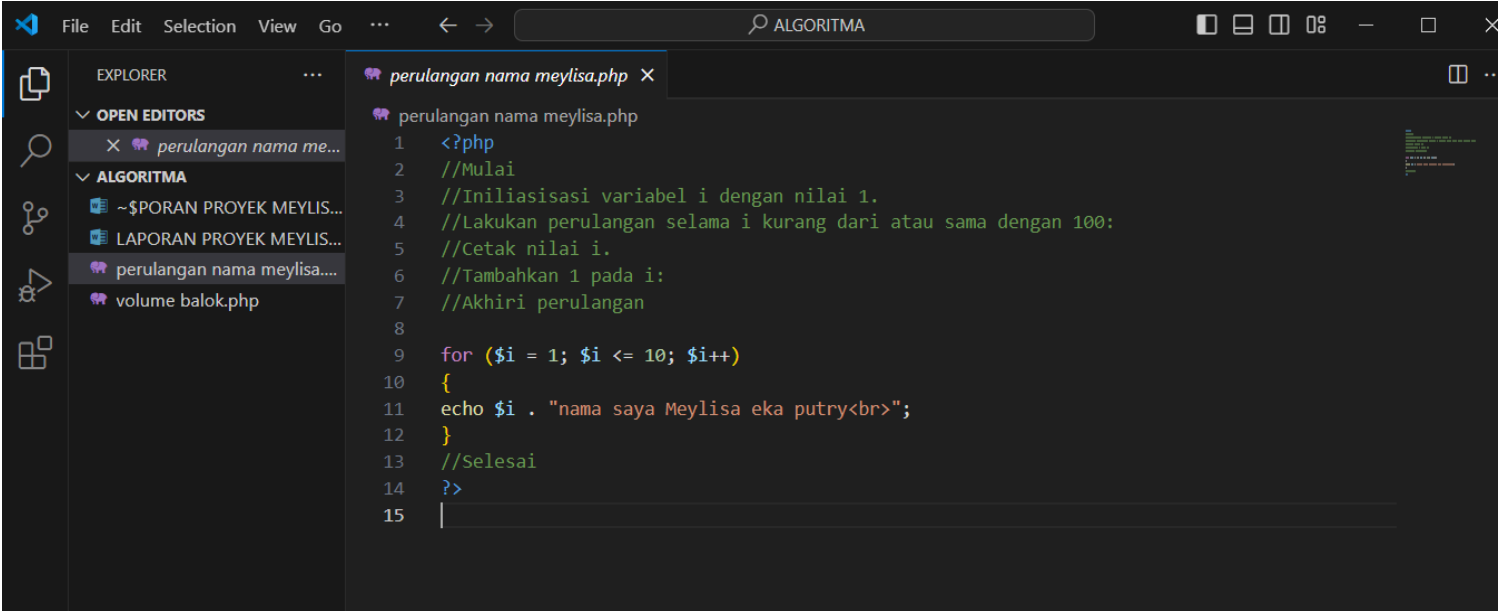 File Edit Selection View Go ···
ALGORITMA
EXPLORER ···
perulangan nama meylisa.php
OPEN EDITORS
perulangan nama me...
ALGORITMA
~$PORAN PROYEK MEYLIS...
LAPORAN PROYEK MEYLIS...
perulangan nama meylisa....
volume balok.php
perulangan nama meylisa.php
1 <?php
2 //Mulai
3 //Iniliasisasi variabel i dengan nilai 1.
4 //Lakukan perulangan selama i kurang dari atau sama dengan 100:
5 //Cetak nilai i.
6 //Tambahkan 1 pada i:
7 //Akhiri perulangan
8
9 for ($i = 1; $i <= 10; $i++)
10 {
11 echo $i . "nama saya Meylisa eka putry<br>";
12 }
13 //Selesai
14 ?>
15